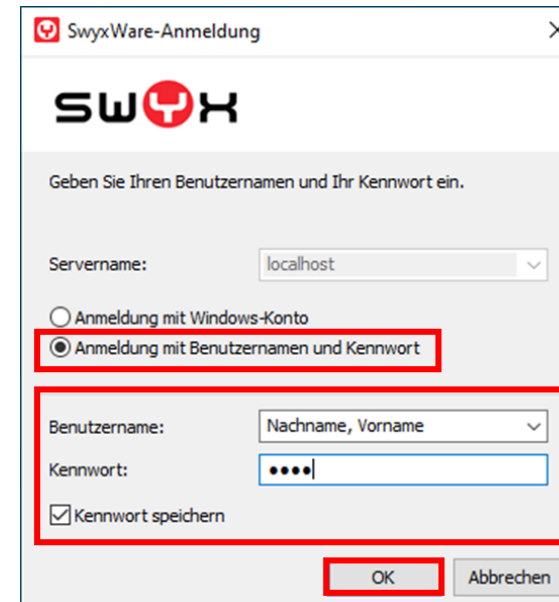 SwyxWare-Anmeldung
swyx
Geben Sie Ihren Benutzernamen und Ihr Kennwort ein.
Servername: localhost
Anmeldung mit Windows-Konto
Anmeldung mit Benutzernamen und Kennwort
Benutzername: Nachname, Vorname
Kennwort: ••••
Kennwort speichern
OK Abbrechen